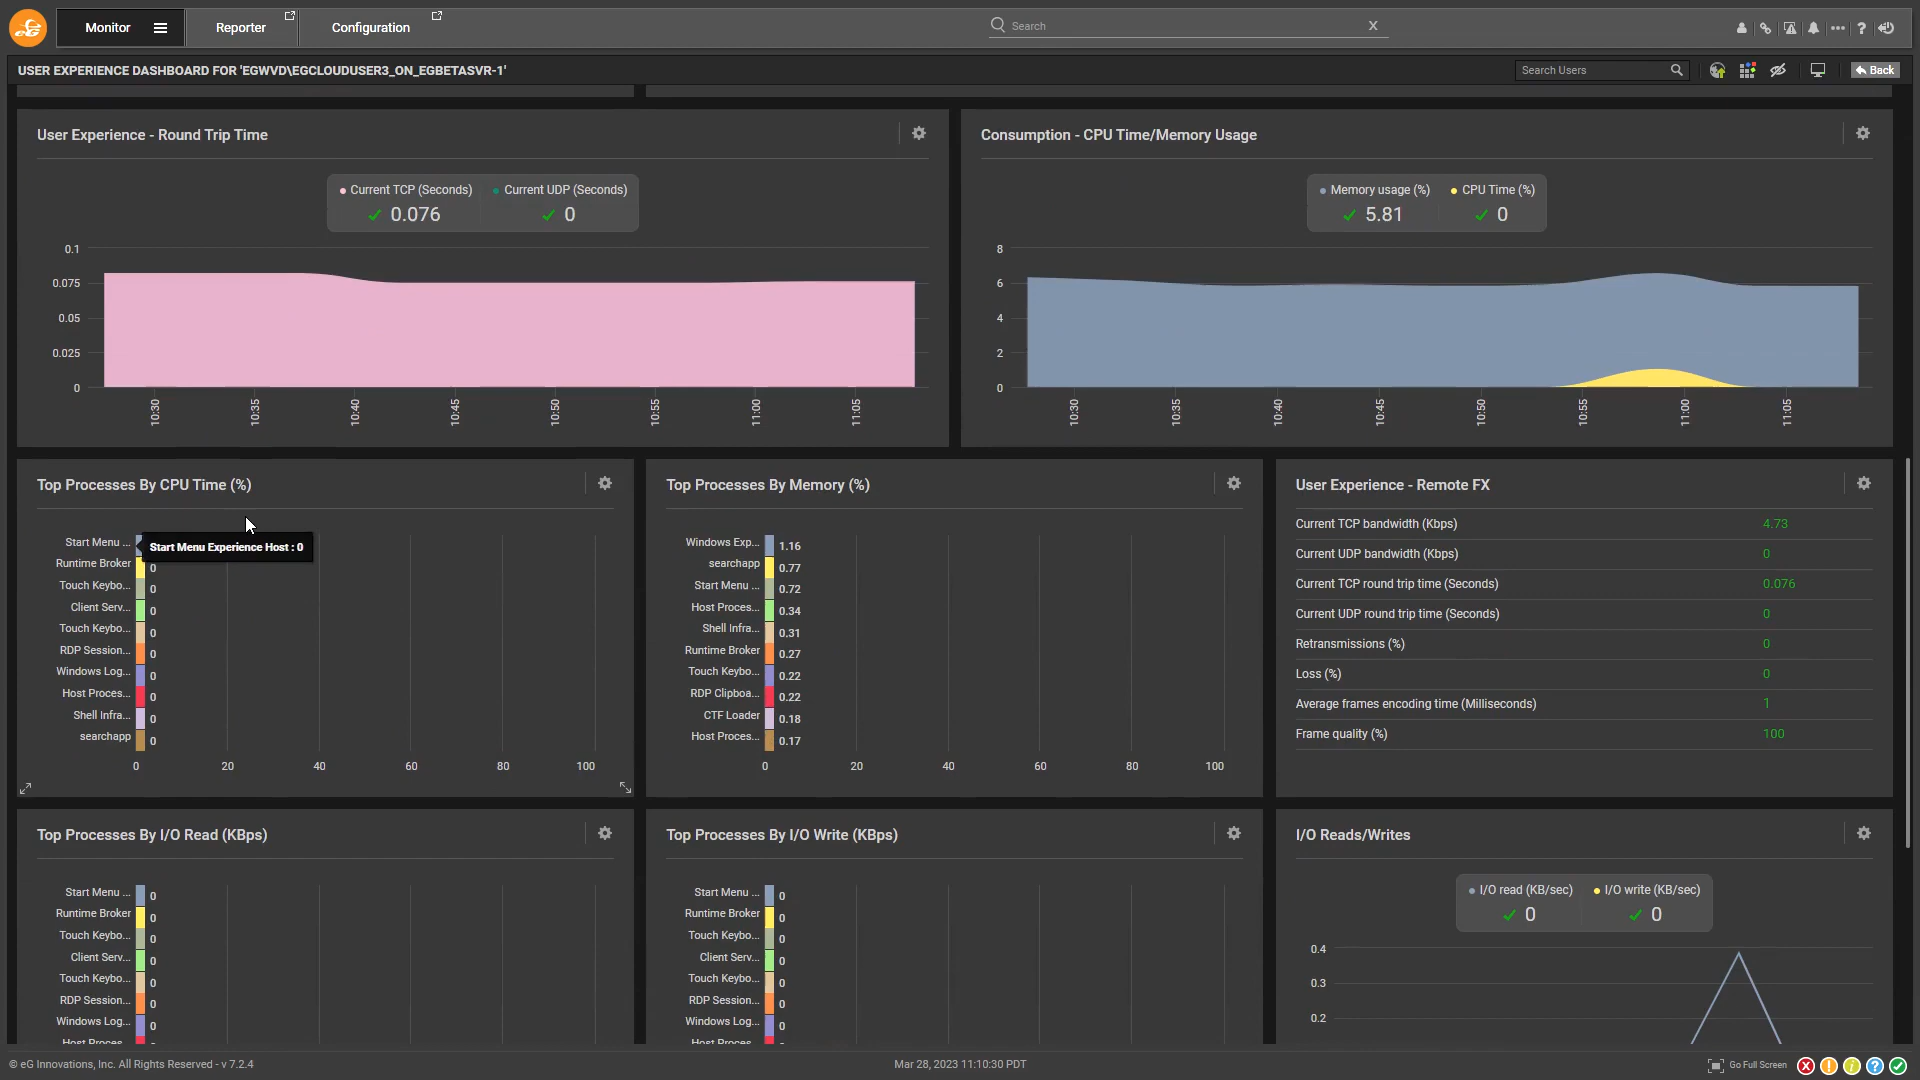 eG
Monitor
Reporter
Configuration
Search
X
USER EXPERIENCE DASHBOARD FOR 'EGWVD\EGCLOUDUSER3_ON_EGBETASVR-1'
Search Users
Back
User Experience - Round Trip Time
Current TCP (Seconds)
0.076
Current UDP (Seconds)
0
0.1
0.075
0.05
0.025
0
10:30
10:35
10:40
10:45
10:50
10:55
11:00
11:05
Consumption - CPU Time/Memory Usage
Memory usage (%)
5.81
CPU Time (%)
0
8
6
4
2
0
10:30
10:35
10:40
10:45
10:50
10:55
11:00
11:05
Top Processes By CPU Time (%)
Start Menu ...
Start Menu Experience Host : 0
Runtime Broker 0
Touch Keybo... 0
Client Serv... 0
Touch Keybo... 0
RDP Session... 0
Windows Log... 0
Host Proces... 0
Shell Infra... 0
searchapp 0
0 20 40 60 80 100
Top Processes By Memory (%)
Windows Exp... 1.16
searchapp 0.77
Start Menu ... 0.72
Host Proces... 0.34
Shell Infra... 0.31
Runtime Broker 0.27
Touch Keybo... 0.22
RDP Clipboa... 0.22
CTF Loader 0.18
Host Proces... 0.17
0 20 40 60 80 100
User Experience - Remote FX
Current TCP bandwidth (Kbps) 4.73
Current UDP bandwidth (Kbps) 0
Current TCP round trip time (Seconds) 0.076
Current UDP round trip time (Seconds) 0
Retransmissions (%) 0
Loss (%) 0
Average frames encoding time (Milliseconds) 1
Frame quality (%) 100
Top Processes By I/O Read (KBps)
Start Menu ... 0
Runtime Broker 0
Touch Keybo... 0
Client Serv... 0
Touch Keybo... 0
RDP Session... 0
Windows Log... 0
Host Proces...
Top Processes By I/O Write (KBps)
Start Menu ... 0
Runtime Broker 0
Touch Keybo... 0
Client Serv... 0
Touch Keybo... 0
RDP Session... 0
Windows Log... 0
Host Proces...
I/O Reads/Writes
I/O read (KB/sec)
0
I/O write (KB/sec)
0
0.4
0.3
0.2
© eG Innovations, Inc. All Rights Reserved - v 7.2.4
Mar 28, 2023 11:10:30 PDT
Go Full Screen